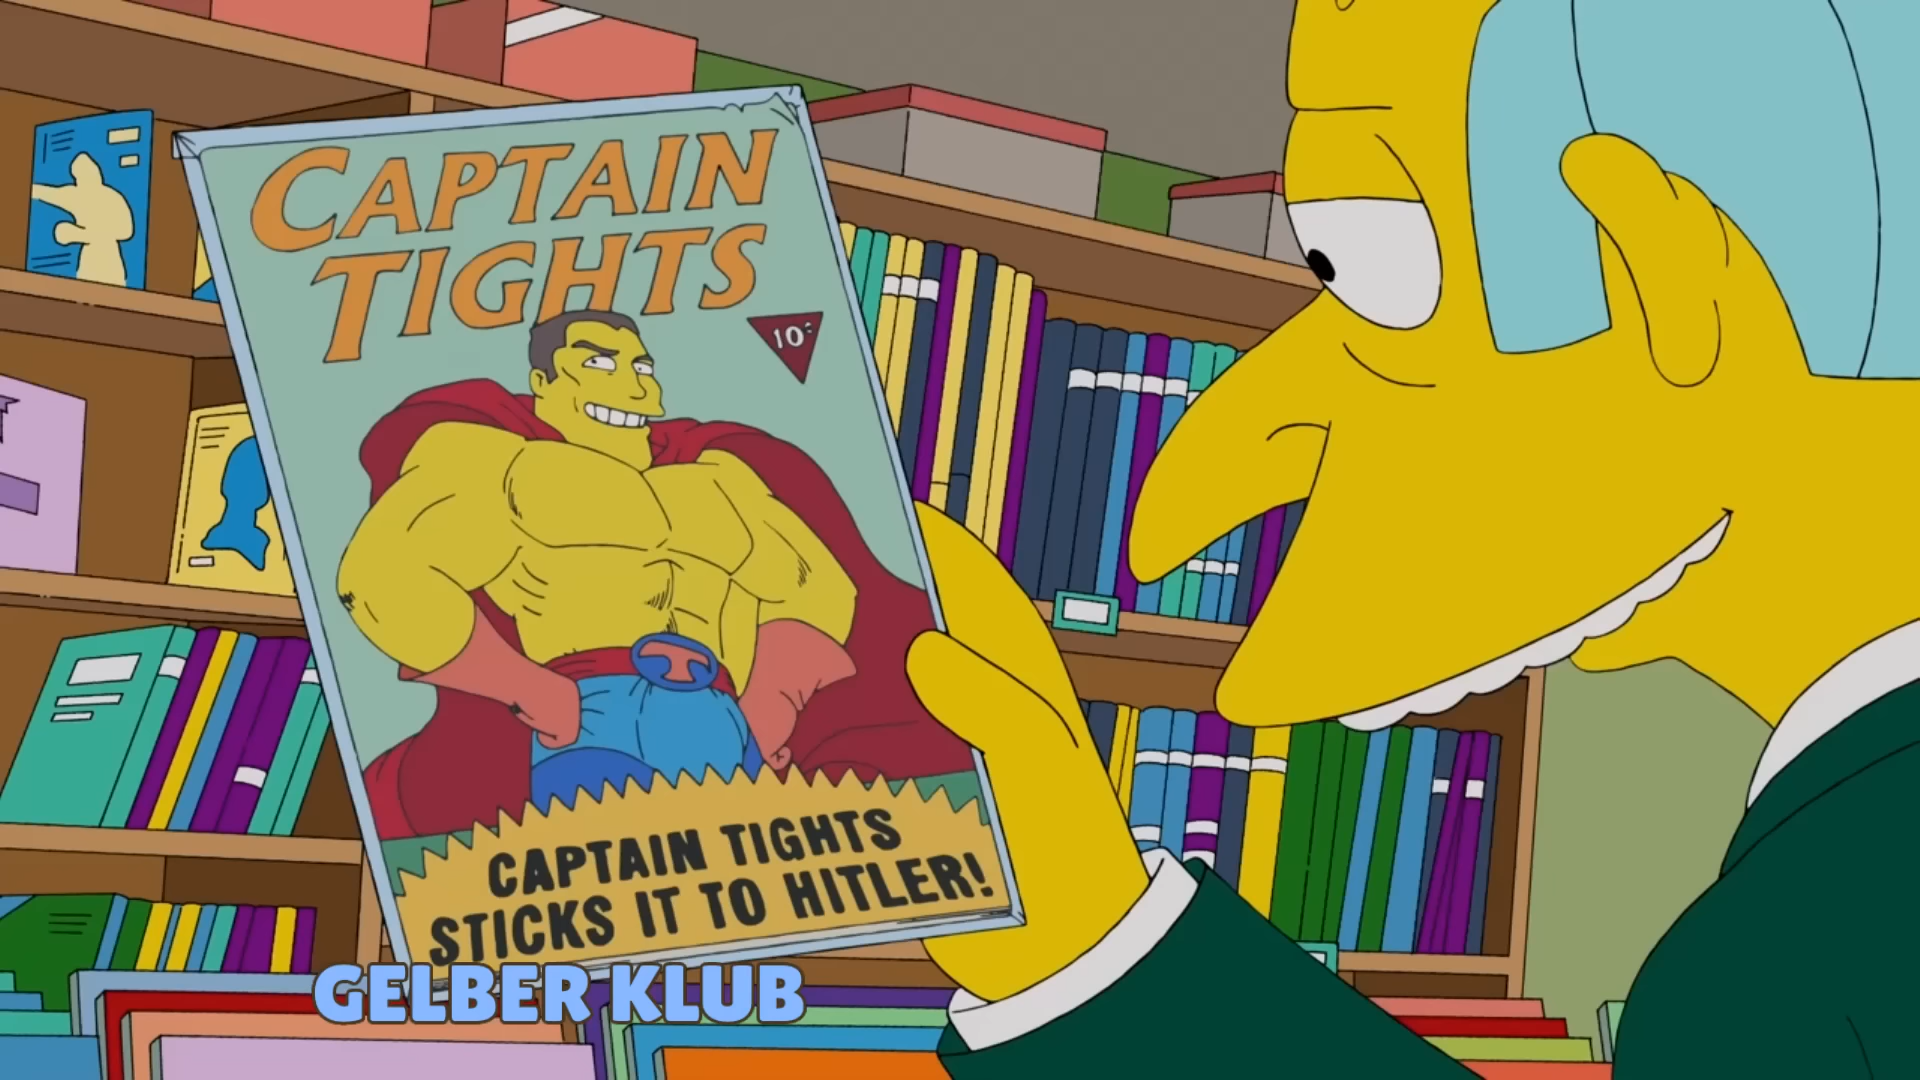 CAPTAIN
TIGHTS
10¢
CAPTAIN TIGHTS
STICKS IT TO HITLER!
GELBER KLUB